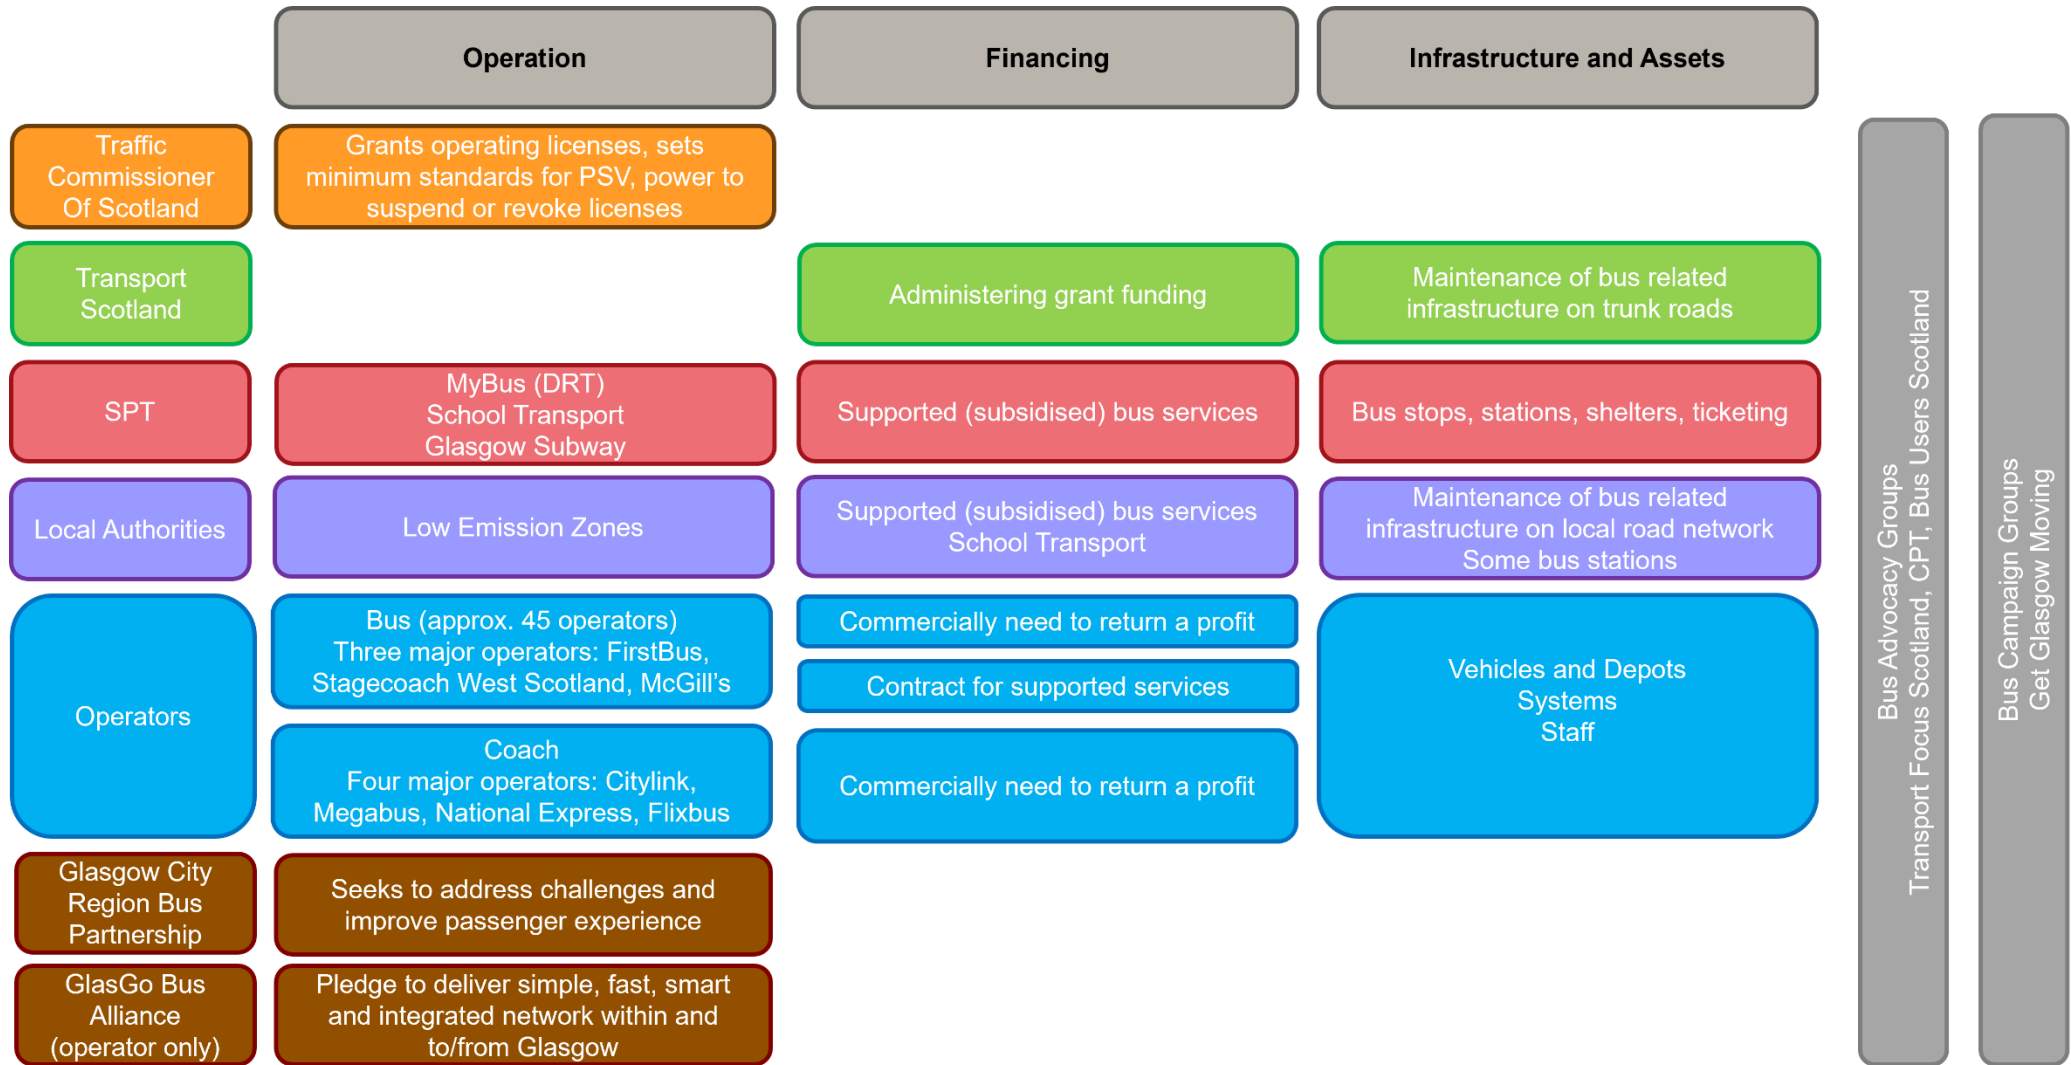 Operation
Financing
Infrastructure and Assets
Traffic
Commissioner
Of Scotland
Grants operating licenses, sets
minimum standards for PSV, power to
suspend or revoke licenses
Transport
Scotland
Administering grant funding
Maintenance of bus related
infrastructure on trunk roads
SPT
MyBus (DRT)
School Transport
Glasgow Subway
Supported (subsidised) bus services
Bus stops, stations, shelters, ticketing
Local Authorities
Low Emission Zones
Supported (subsidised) bus services
School Transport
Maintenance of bus related
infrastructure on local road network
Some bus stations
Operators
Bus (approx. 45 operators)
Three major operators: FirstBus,
Stagecoach West Scotland, McGill’s
Commercially need to return a profit
Contract for supported services
Coach
Four major operators: Citylink,
Megabus, National Express, Flixbus
Commercially need to return a profit
Vehicles and Depots
Systems
Staff
Glasgow City
Region Bus
Partnership
Seeks to address challenges and
improve passenger experience
GlasGo Bus
Alliance
(operator only)
Pledge to deliver simple, fast, smart
and integrated network within and
to/from Glasgow
Bus Advocacy Groups
Transport Focus Scotland, CPT, Bus Users Scotland
Bus Campaign Groups
Get Glasgow Moving